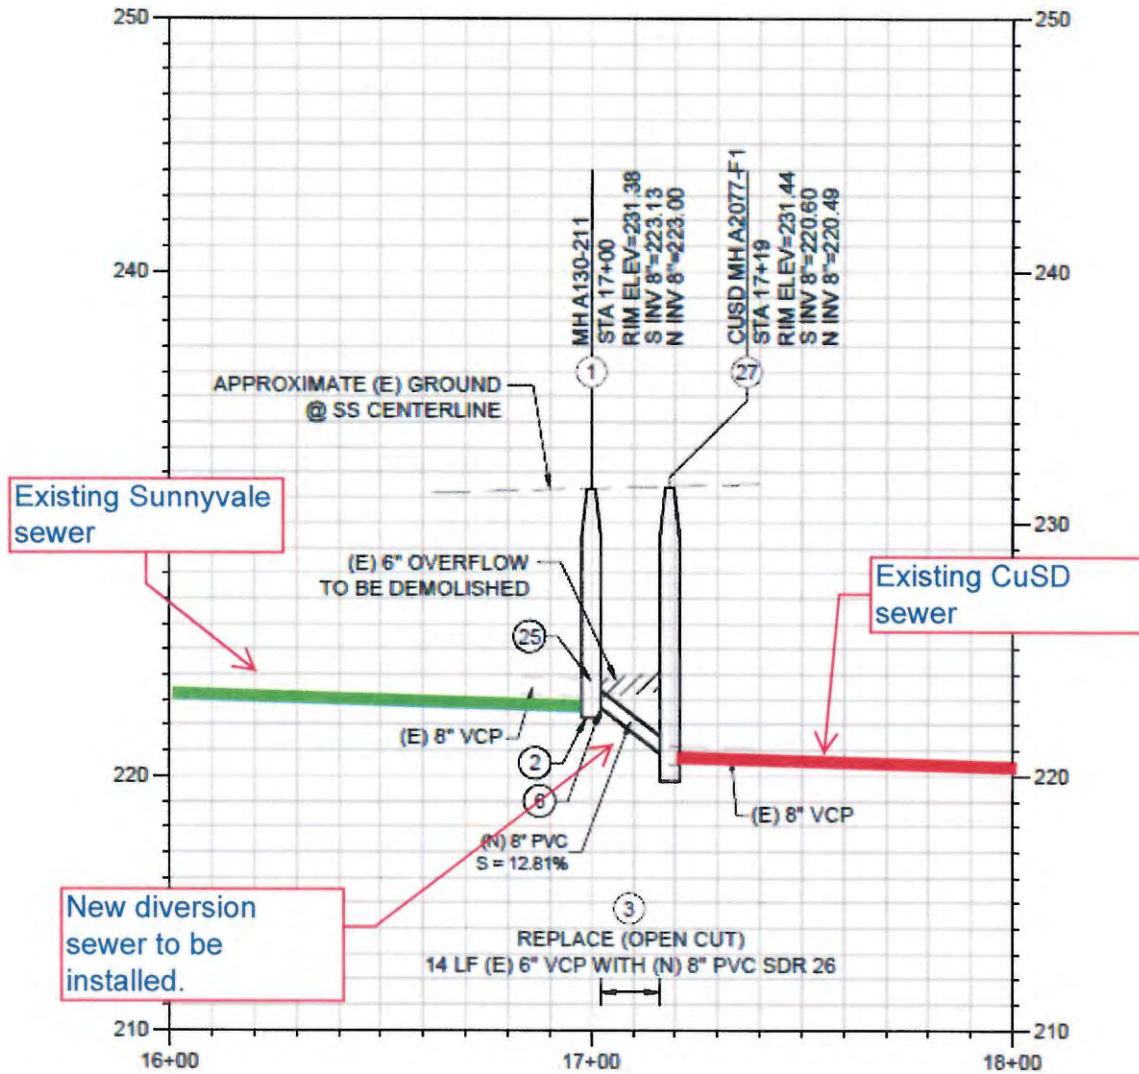 250
250
MH A130-211
STA 17+00
RIM ELEV=231.38
S INV 8"=223.13
N INV 8"=223.00
CUSD MH A2077-F1
STA 17+19
RIM ELEV=231.44
S INV 8"=220.60
N INV 8"=220.49
240
240
1
27
APPROXIMATE (E) GROUND
@ SS CENTERLINE
Existing Sunnyvale
sewer
230
(E) 6" OVERFLOW
TO BE DEMOLISHED
Existing CuSD
sewer
25
(E) 8" VCP
2
220
220
6
(E) 8" VCP
(N) 8" PVC
S = 12.81%
New diversion
sewer to be
installed.
3
REPLACE (OPEN CUT)
14 LF (E) 6" VCP WITH (N) 8" PVC SDR 26
210
210
16+00
17+00
18+00